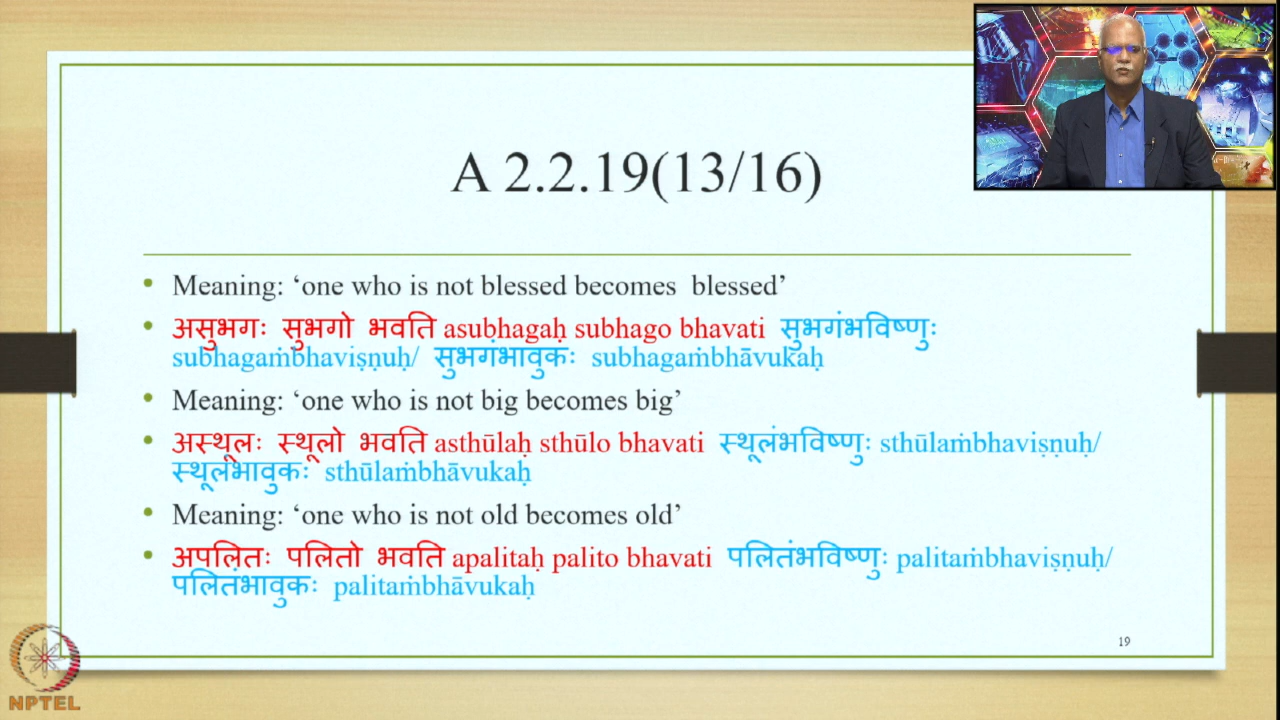 A 2.2.19(13/16)
Meaning: ‘one who is not blessed becomes blessed’
असुभगः सुभगो भवति asubhagaḥ subhago bhavati सुभगंभविष्णुः
subhagaṁbhaviṣṇuḥ/ सुभगंभावुकः subhagaṁbhāvukaḥ
Meaning: ‘one who is not big becomes big’
अस्थूलः स्थूलो भवति asthūlaḥ sthūlo bhavati स्थूलंभविष्णुः sthūlaṁbhaviṣṇuḥ/
स्थूलंभावुकः sthūlaṁbhāvukaḥ
Meaning: ‘one who is not old becomes old’
अपलितः पलितो भवति apalitaḥ palito bhavati पलितंभविष्णुः palitaṁbhaviṣṇuḥ/
पलितंभावुकः palitaṁbhāvukaḥ
19
NPTEL